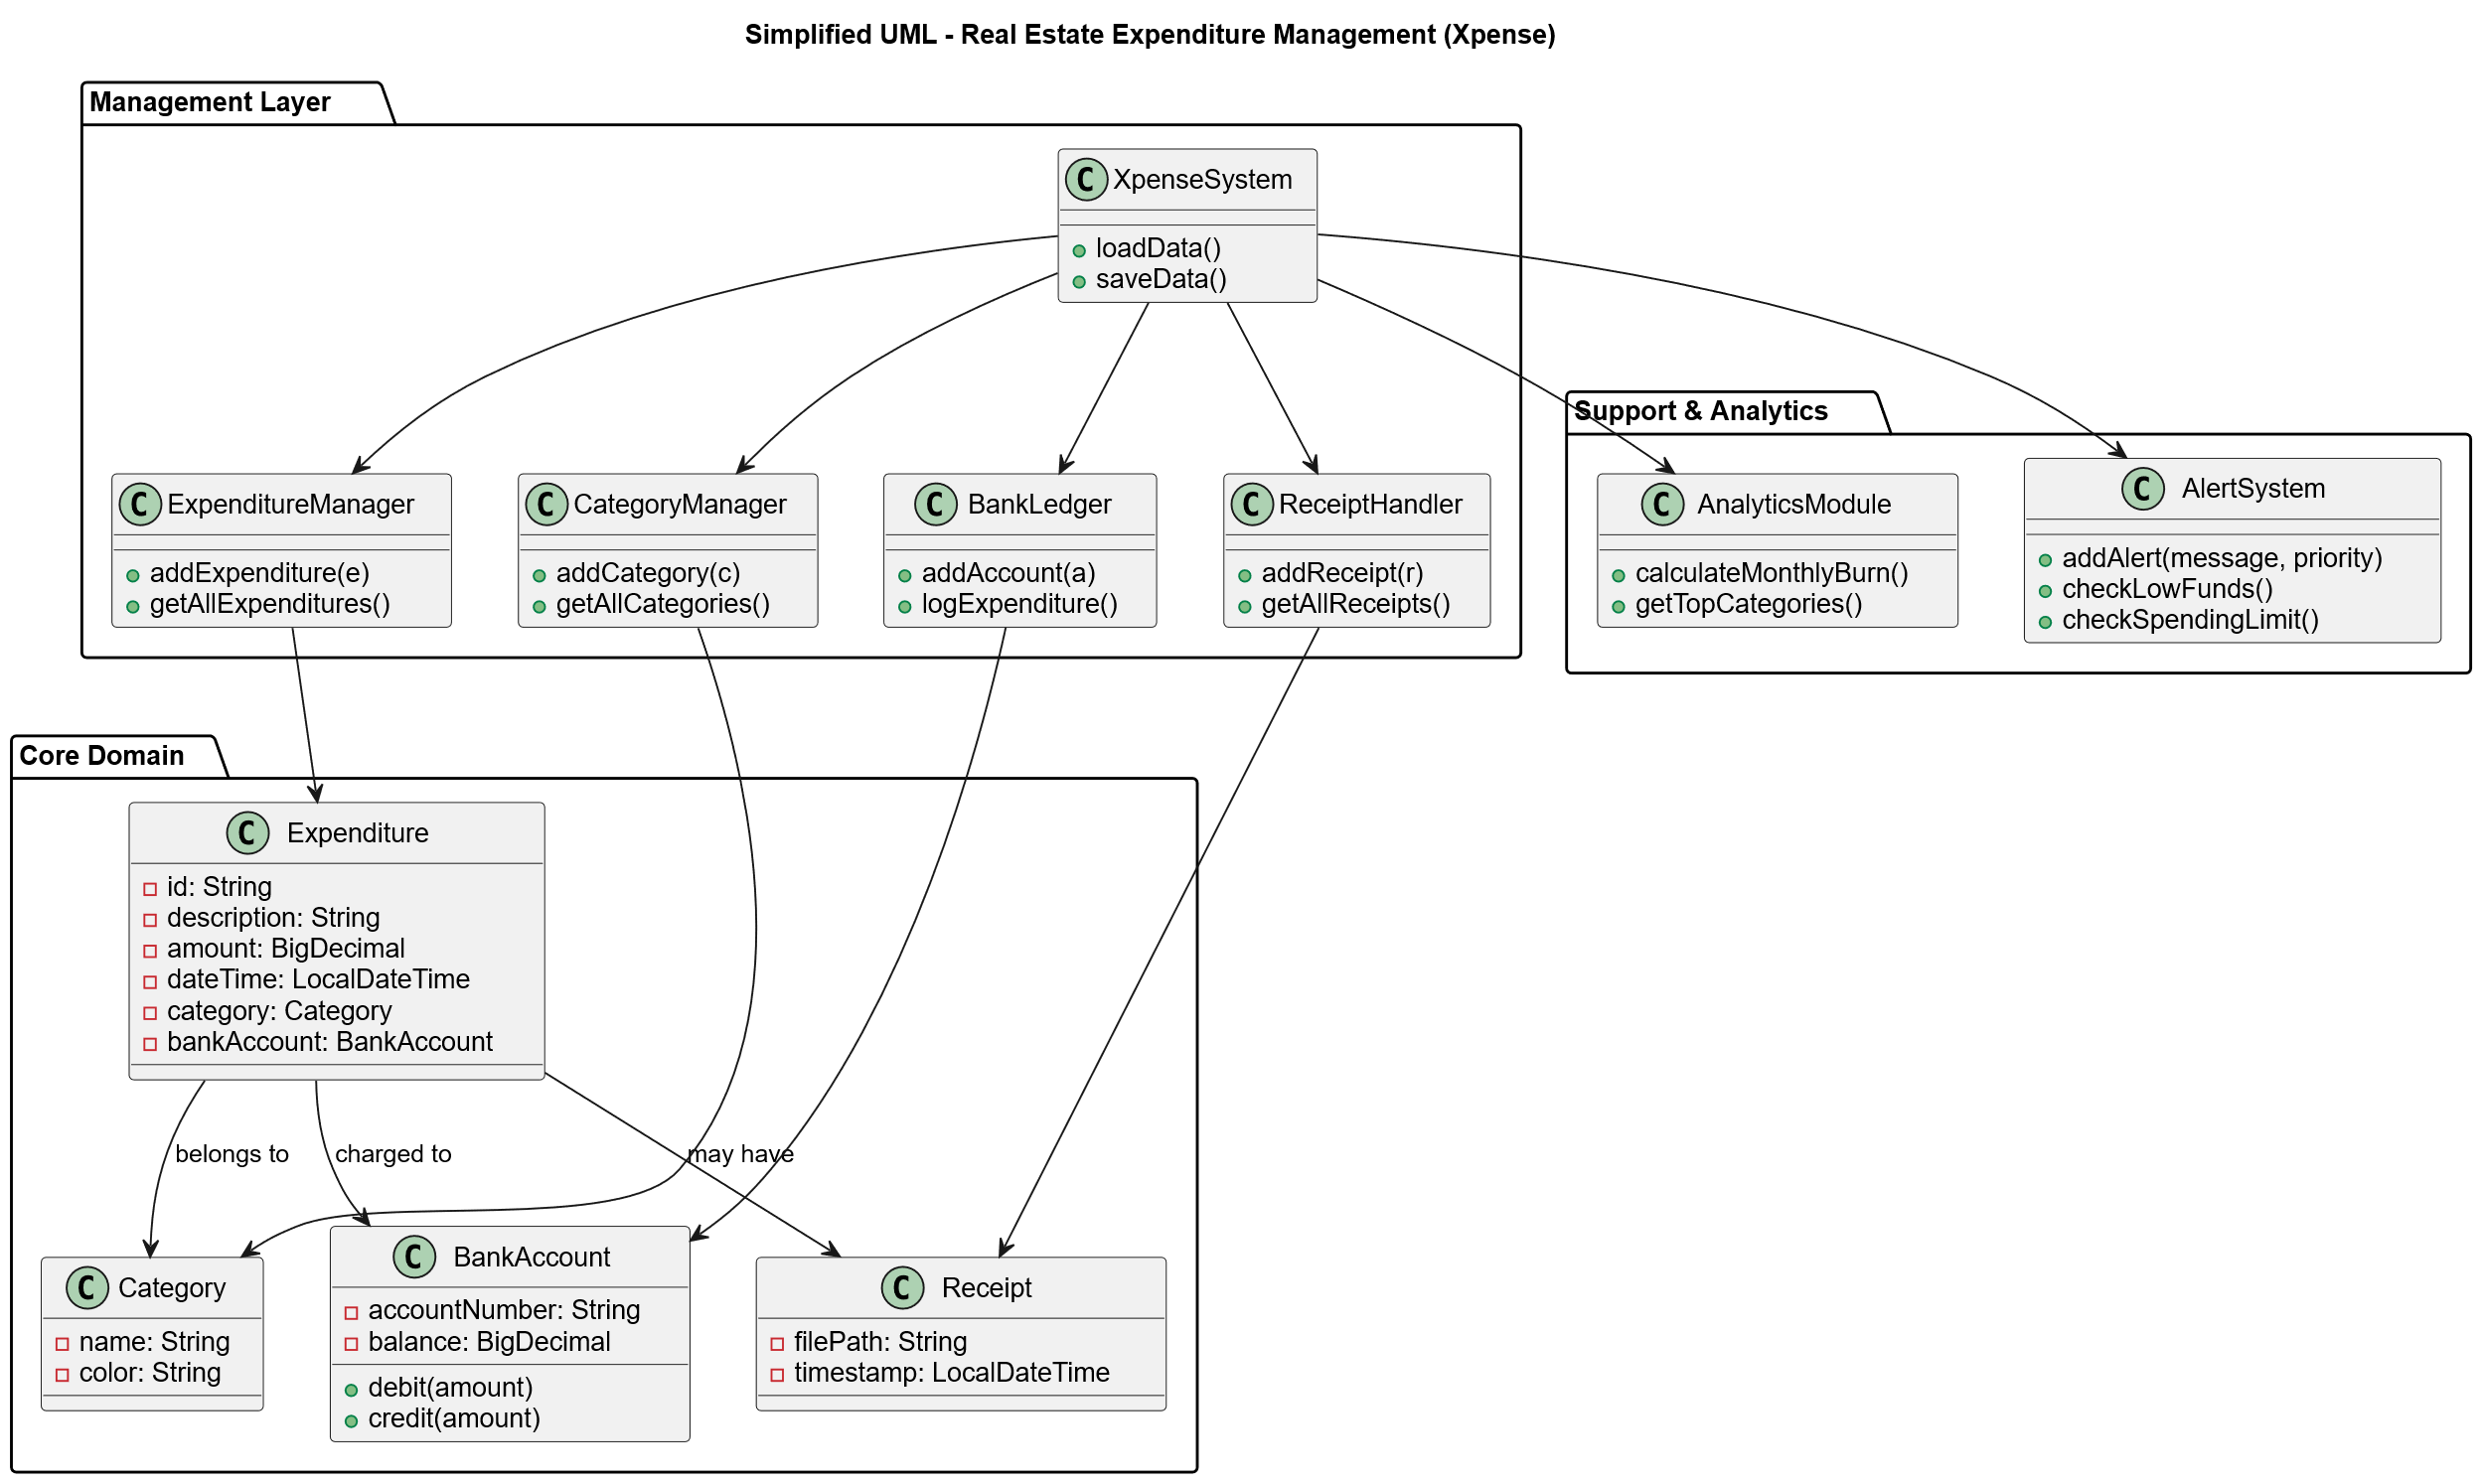 Simplified UML - Real Estate Expenditure Management (Xpense)
Management Layer
C XpenseSystem
loadData()
saveData()
Support & Analytics
C ExpenditureManager
addExpenditure(e)
getAllExpenditures()
C CategoryManager
addCategory(c)
getAllCategories()
C BankLedger
addAccount(a)
logExpenditure()
C ReceiptHandler
addReceipt(r)
getAllReceipts()
C AnalyticsModule
calculateMonthlyBurn()
getTopCategories()
C AlertSystem
addAlert(message, priority)
checkLowFunds()
checkSpendingLimit()
Core Domain
C Expenditure
id: String
description: String
amount: BigDecimal
dateTime: LocalDateTime
category: Category
bankAccount: BankAccount
belongs to
charged to
may have
C Category
name: String
color: String
C BankAccount
accountNumber: String
balance: BigDecimal
debit(amount)
credit(amount)
C Receipt
filePath: String
timestamp: LocalDateTime